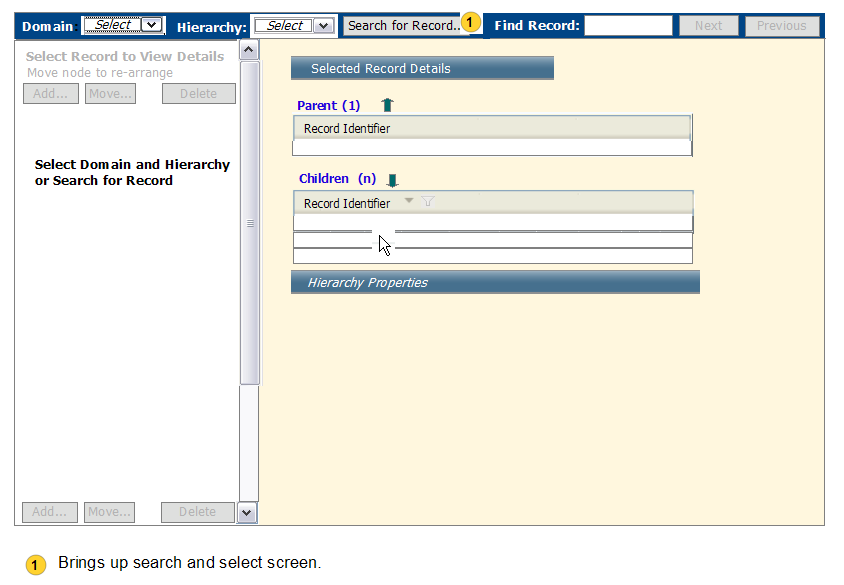 Domain: Select Hierarchy: Select Search for Record.. 1 Find Record: Next Previous
Select Record to View Details
Move node to re-arrange
Add... Move... Delete
Select Domain and Hierarchy
or Search for Record
Selected Record Details
Parent (1)
Record Identifier
Children (n)
Record Identifier
Hierarchy Properties
Add... Move... Delete
1 Brings up search and select screen.